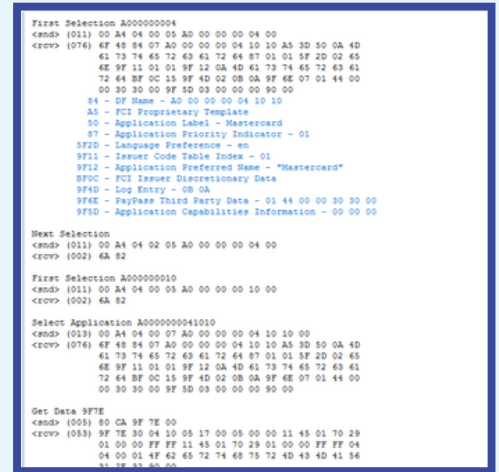 First Selection A000000004
<snd> (011) 00 A4 04 00 05 A0 00 00 00 04 00
<rcv> (076) 6F 48 84 07 A0 00 00 00 04 10 10 A5 3D 50 0A 4D
61 73 74 65 72 63 61 72 64 87 01 01 5F 2D 02 65
6E 9F 11 01 01 9F 12 0A 4D 61 73 74 65 72 63 61
72 64 BF 0C 15 9F 4D 02 0B 0A 9F 6E 07 01 44 00
00 30 30 00 9F 5D 03 00 00 00 90 00
84 - DF Name - A0 00 00 00 04 10 10
A5 - FCI Proprietary Template
50 - Application Label - Mastercard
87 - Application Priority Indicator - 01
5F2D - Language Preference - en
9F11 - Issuer Code Table Index - 01
9F12 - Application Preferred Name - "Mastercard"
BF0C - FCI Issuer Discretionary Data
9F4D - Log Entry - 0B 0A
9F6E - PayPass Third Party Data - 01 44 00 00 30 30 00
9F5D - Application Capabilities Information - 00 00 00
Next Selection
<snd> (011) 00 A4 04 02 05 A0 00 00 00 04 00
<rcv> (002) 6A 82
First Selection A000000010
<snd> (011) 00 A4 04 00 05 A0 00 00 00 10 00
<rcv> (002) 6A 82
Select Application A0000000041010
<snd> (013) 00 A4 04 00 07 A0 00 00 00 04 10 10 00
<rcv> (076) 6F 48 84 07 A0 00 00 00 04 10 10 A5 3D 50 0A 4D
61 73 74 65 72 63 61 72 64 87 01 01 5F 2D 02 65
6E 9F 11 01 01 9F 12 0A 4D 61 73 74 65 72 63 61
72 64 BF 0C 15 9F 4D 02 0B 0A 9F 6E 07 01 44 00
00 30 30 00 9F 5D 03 00 00 00 90 00
Get Data 9F7E
<snd> (005) 80 CA 9F 7E 00
<rcv> (053) 9F 7E 30 04 10 05 17 00 05 00 00 11 45 01 70 29
01 00 00 FF FF 11 45 01 70 29 01 00 00 FF FF 04
04 00 01 4F 62 65 72 74 68 75 72 4D 43 4D 41 56
90 00